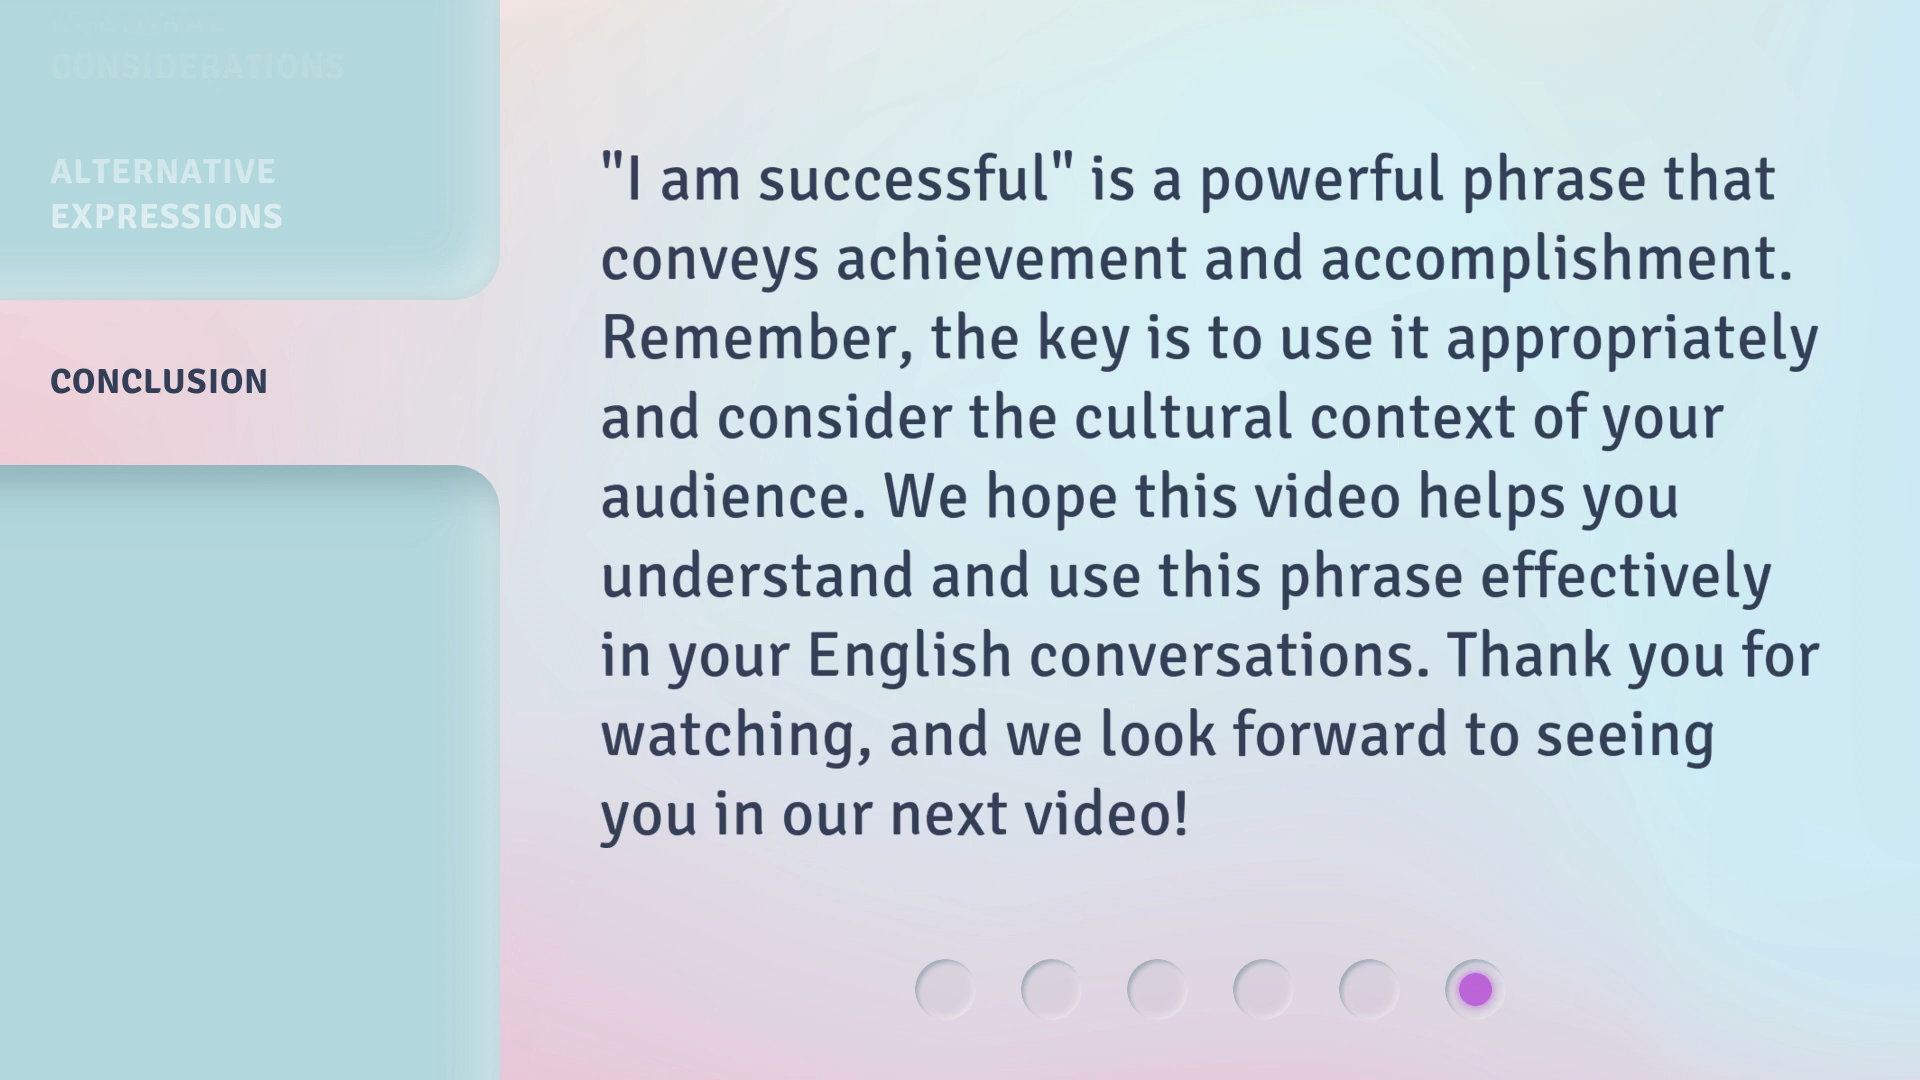 CONSIDERATIONS
ALTERNATIVE
EXPRESSIONS
CONCLUSION
"I am successful" is a powerful phrase that
conveys achievement and accomplishment.
Remember, the key is to use it appropriately
and consider the cultural context of your
audience. We hope this video helps you
understand and use this phrase effectively
in your English conversations. Thank you for
watching, and we look forward to seeing
you in our next video!